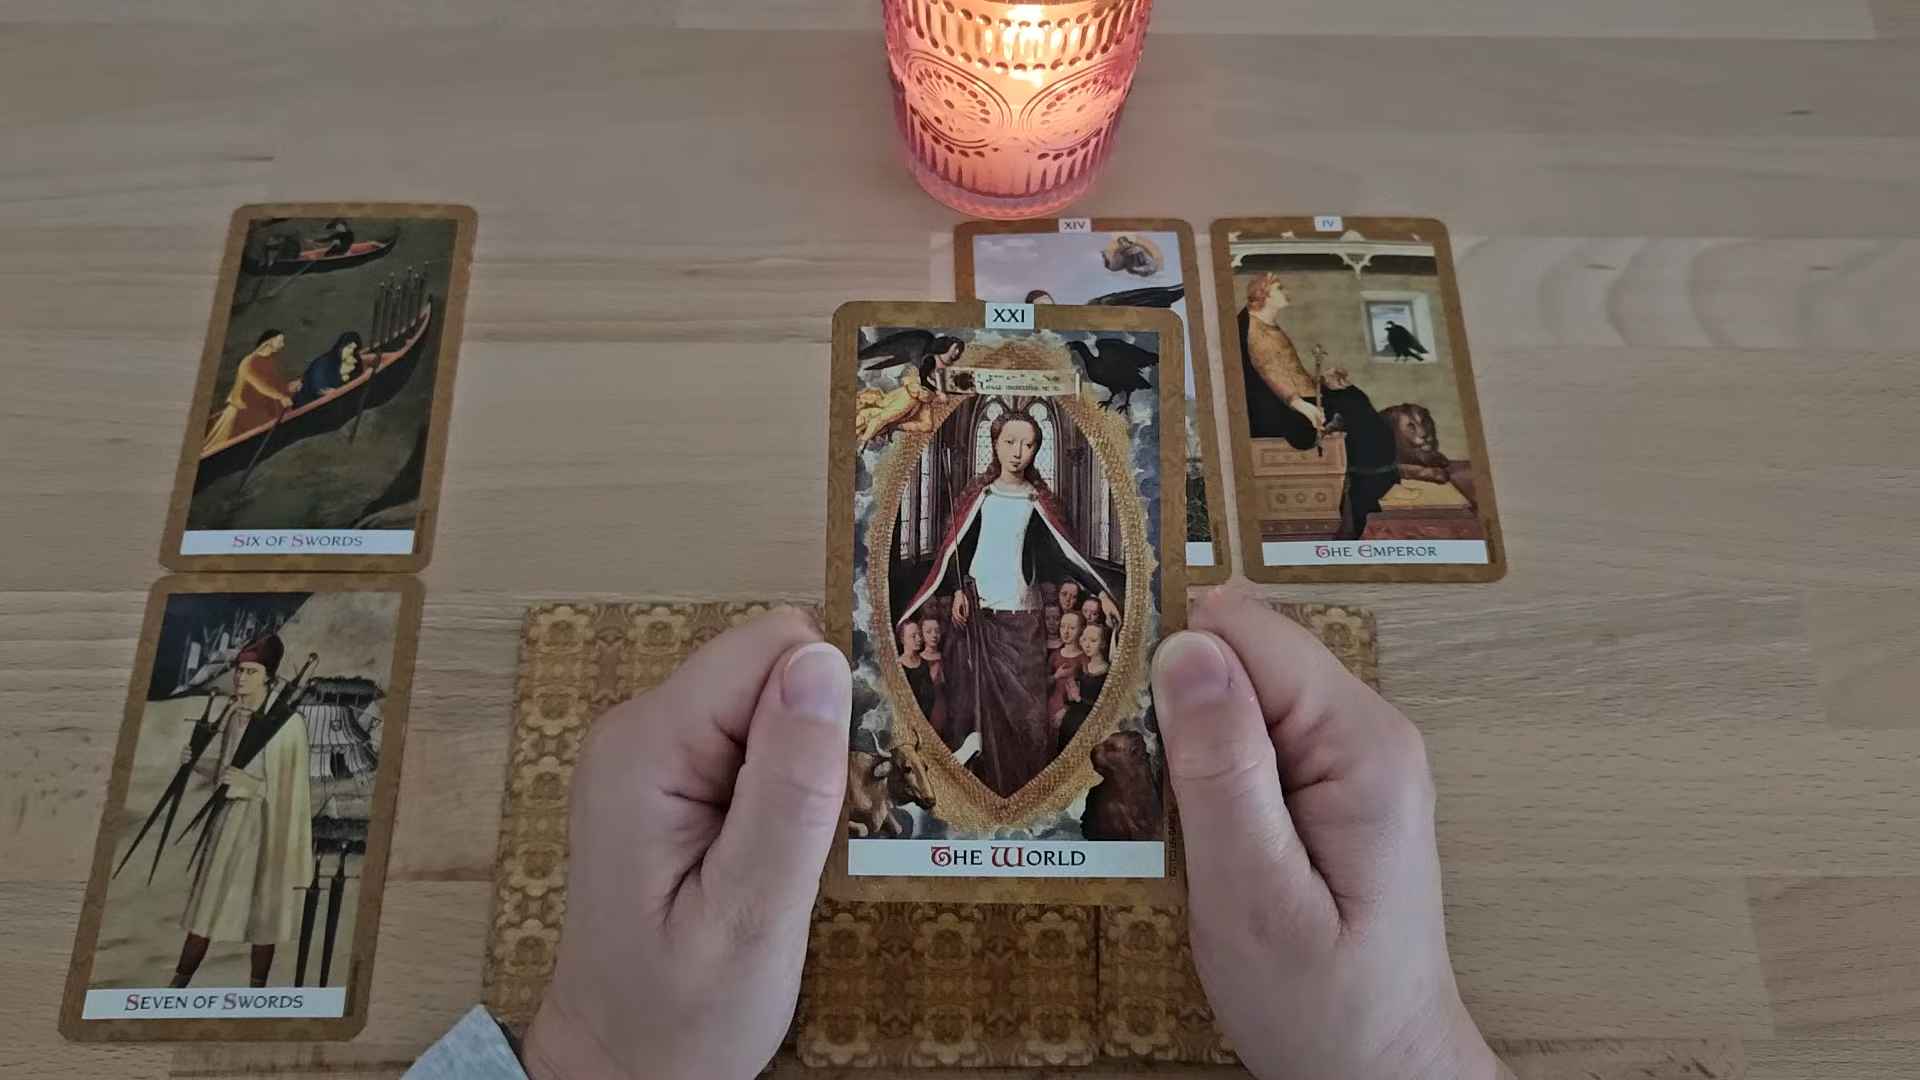 SIX OF SWORDS
SEVEN OF SWORDS
XIV
IV
THE EMPEROR
XXI
THE WORLD